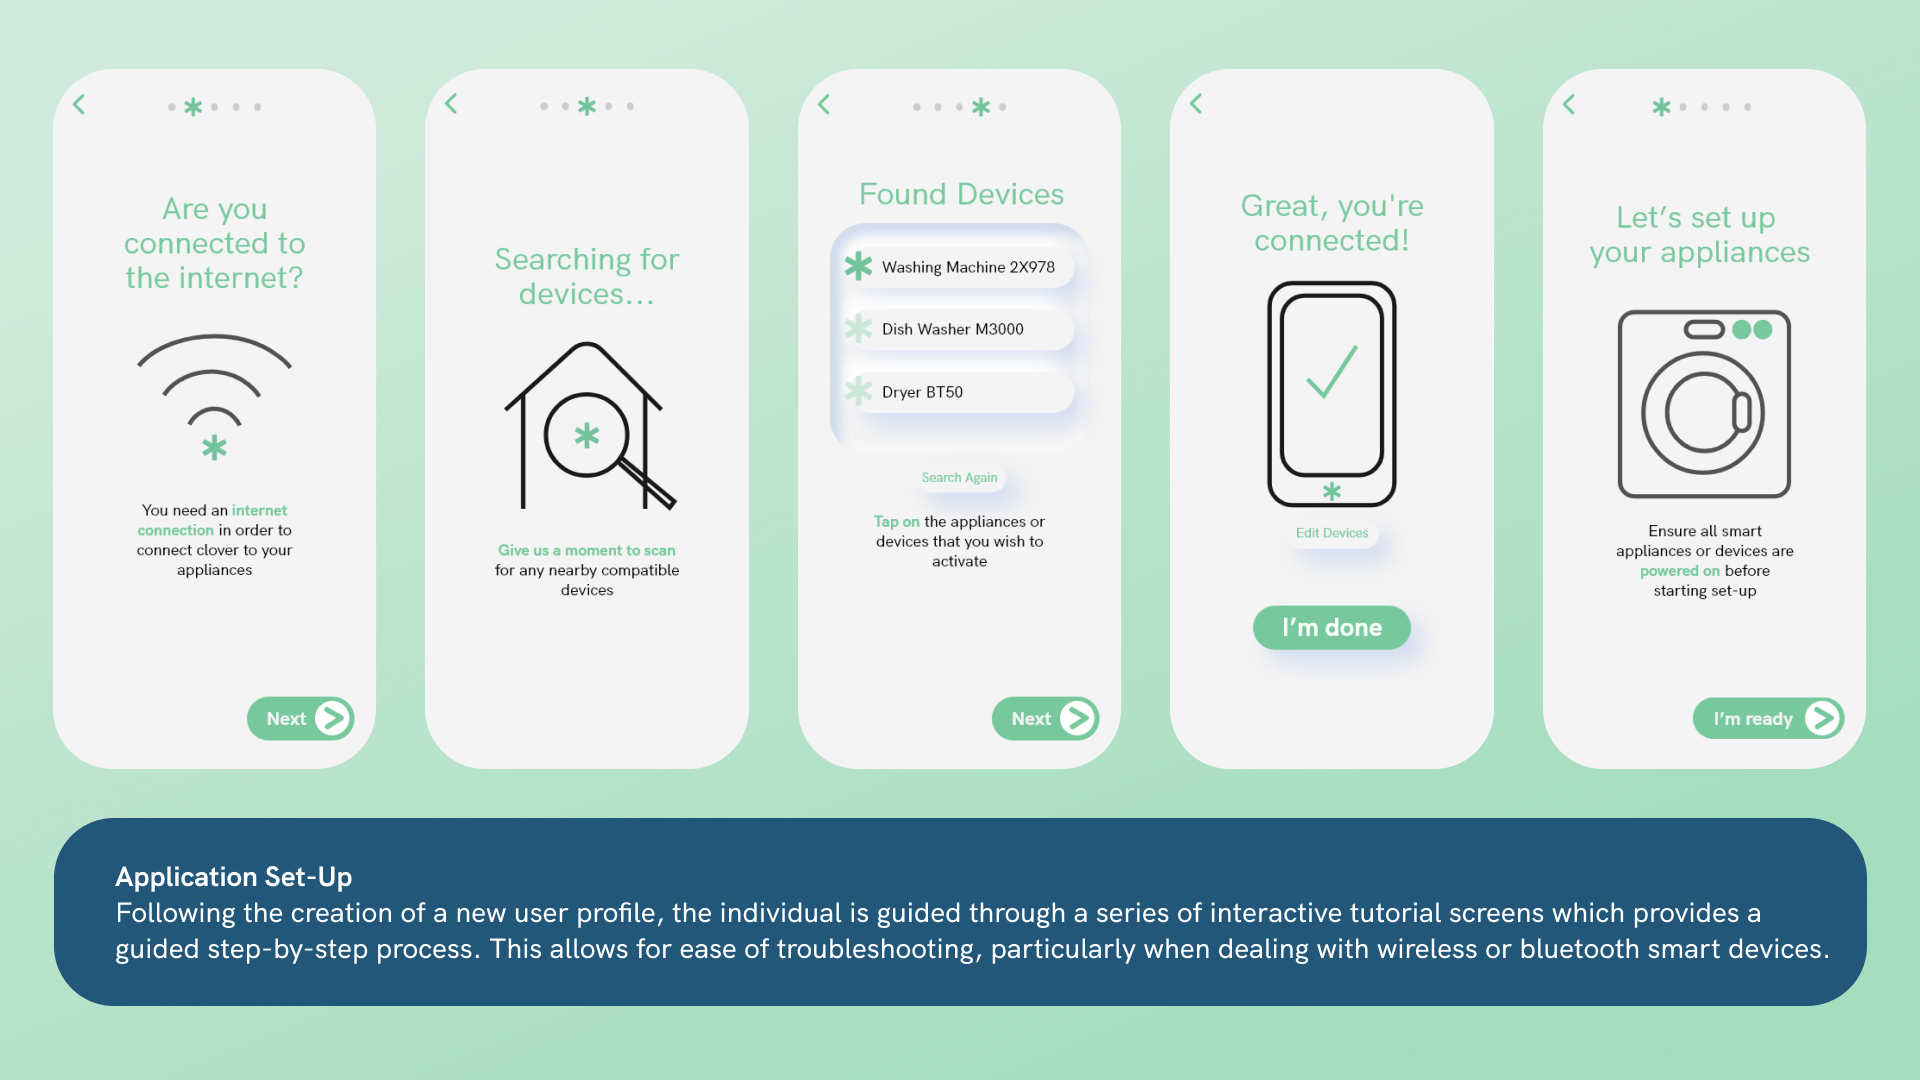 Are you
connected to
the internet?
You need an internet
connection in order to
connect clover to your
appliances
Next
Searching for
devices...
Give us a moment to scan
for any nearby compatible
devices
Found Devices
Washing Machine 2X978
Dish Washer M3000
Dryer BT50
Search Again
Tap on the appliances or
devices that you wish to
activate
Next
Great, you're
connected!
Edit Devices
I'm done
Let's set up
your appliances
Ensure all smart
appliances or devices are
powered on before
starting set-up
I'm ready
Application Set-Up
Following the creation of a new user profile, the individual is guided through a series of interactive tutorial screens which provides a
guided step-by-step process. This allows for ease of troubleshooting, particularly when dealing with wireless or bluetooth smart devices.